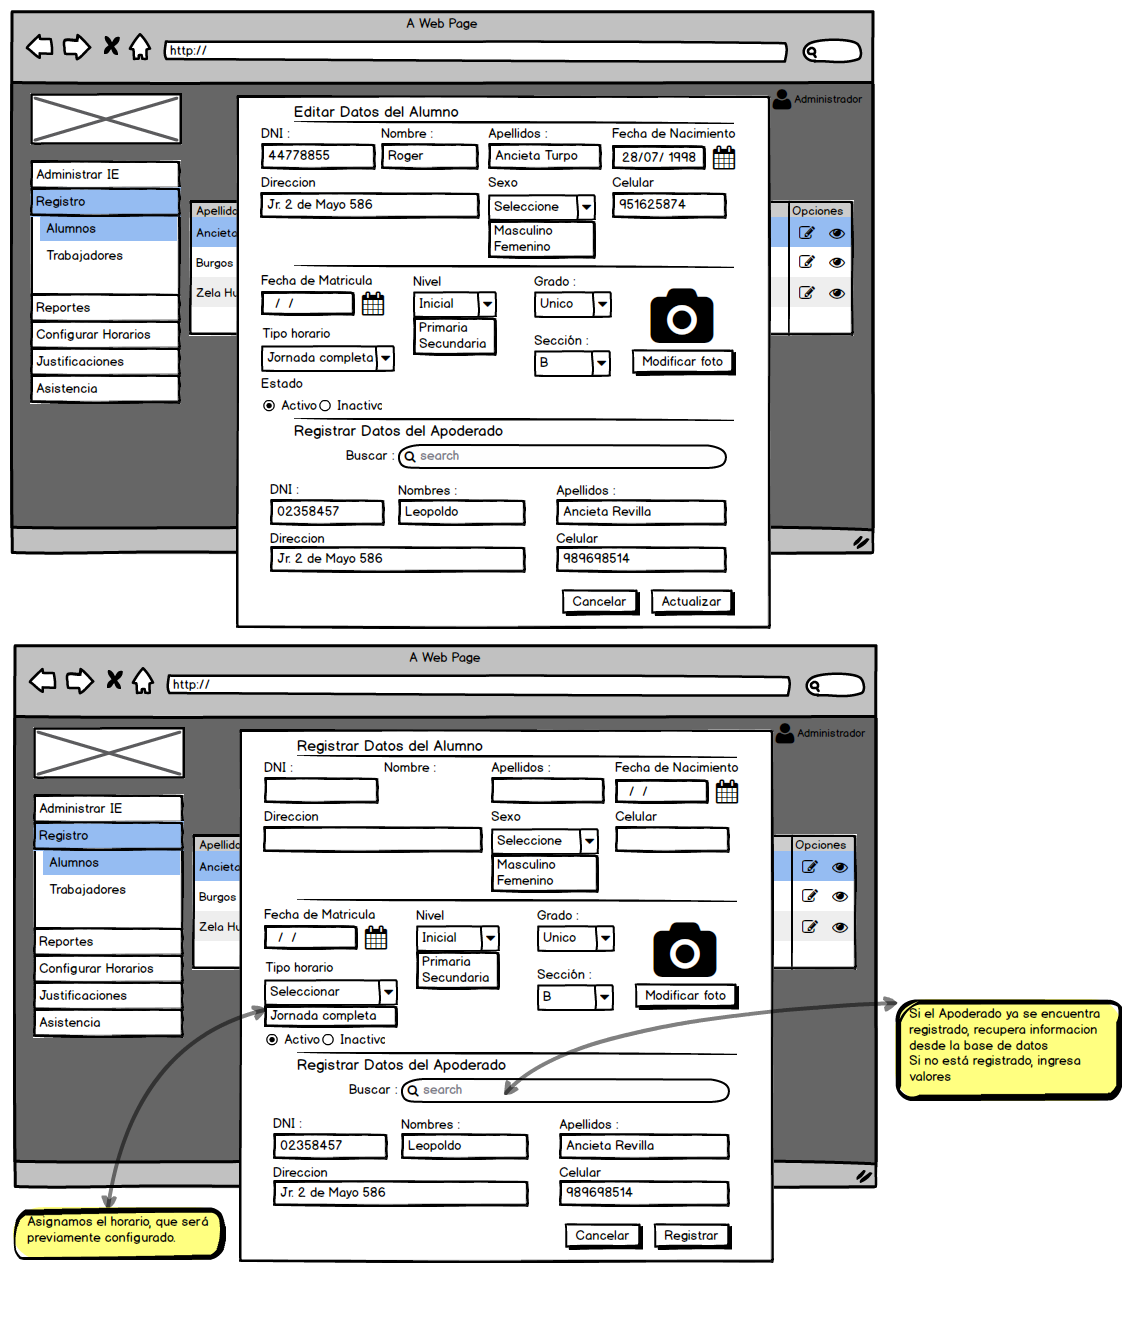 A Web Page
http://
Administrador
Editar Datos del Alumno
DNI : Nombre : Apellidos : Fecha de Nacimiento
44778855 Roger Ancieta Turpo 28/07/ 1998
Direccion Sexo Celular
Jr. 2 de Mayo 586 Seleccione 951625874
Masculino
Femenino
Administrar IE
Registro
Alumnos
Trabajadores
Reportes
Configurar Horarios
Justificaciones
Asistencia
Apellido Opciones
Ancieta
Burgos
Zela Hu
Fecha de Matricula Nivel Grado :
/ / Inicial Unico
Primaria
Secundaria
Tipo horario Sección :
Jornada completa B Modificar foto
Estado
Activo Inactivo
Registrar Datos del Apoderado
Buscar : search
DNI : Nombres : Apellidos :
02358457 Leopoldo Ancieta Revilla
Direccion Celular
Jr. 2 de Mayo 586 989698514
Cancelar Actualizar
A Web Page
http://
Administrador
Registrar Datos del Alumno
DNI : Nombre : Apellidos : Fecha de Nacimiento
/ /
Direccion Sexo Celular
Seleccione
Masculino
Femenino
Administrar IE
Registro
Alumnos
Trabajadores
Reportes
Configurar Horarios
Justificaciones
Asistencia
Apellido Opciones
Ancieta
Burgos
Zela Hu
Fecha de Matricula Nivel Grado :
/ / Inicial Unico
Primaria
Secundaria
Tipo horario Sección :
Seleccionar B Modificar foto
Jornada completa
Activo Inactivo
Registrar Datos del Apoderado
Buscar : search
DNI : Nombres : Apellidos :
02358457 Leopoldo Ancieta Revilla
Direccion Celular
Jr. 2 de Mayo 586 989698514
Cancelar Registrar
Si el Apoderado ya se encuentra
registrado, recupera informacion
desde la base de datos
Si no está registrado, ingresa
valores
Asignamos el horario, que será
previamente configurado.